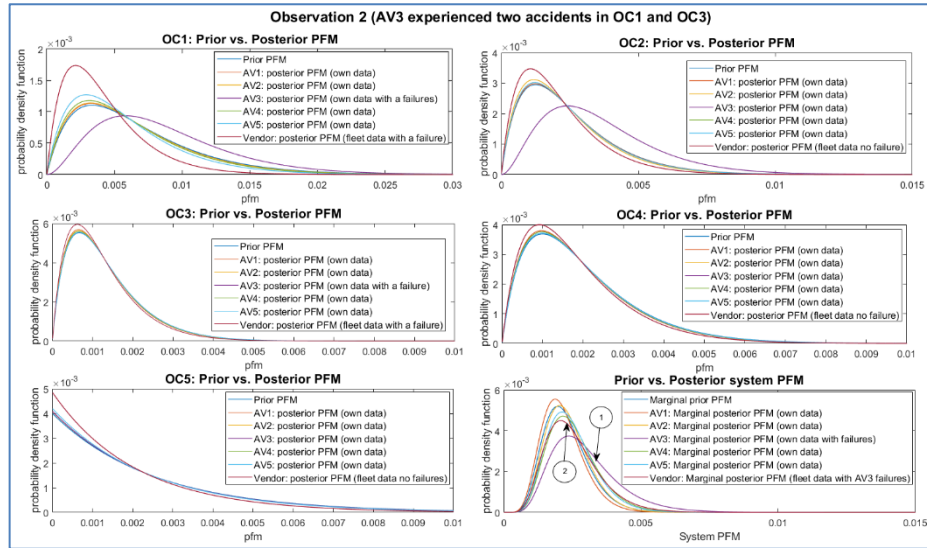 Observation 2 (AV3 experienced two accidents in OC1 and OC3)
OC1: Prior vs. Posterior PFM
×10⁻³
2
1.5
1
0.5
0
probability density function
Prior PFM
AV1: posterior PFM (own data)
AV2: posterior PFM (own data)
AV3: posterior PFM (own data with a failures)
AV4: posterior PFM (own data)
AV5: posterior PFM (own data)
Vendor: posterior PFM (fleet data with a failure)
0 0.005 0.01 0.015 0.02 0.025 0.03
pfm
OC2: Prior vs. Posterior PFM
×10⁻³
4
3
2
1
0
probability density function
Prior PFM
AV1: posterior PFM (own data)
AV2: posterior PFM (own data)
AV3: posterior PFM (own data)
AV4: posterior PFM (own data)
AV5: posterior PFM (own data)
Vendor: posterior PFM (fleet data no failure)
0 0.005 0.01 0.015
pfm
OC3: Prior vs. Posterior PFM
×10⁻³
6
4
2
0
probability density function
Prior PFM
AV1: posterior PFM (own data)
AV2: posterior PFM (own data)
AV3: posterior PFM (own data with a failure)
AV4: posterior PFM (own data)
AV5: posterior PFM (own data)
Vendor: posterior PFM (fleet data with a failure)
0 0.001 0.002 0.003 0.004 0.005 0.006 0.007 0.008 0.009 0.01
pfm
OC4: Prior vs. Posterior PFM
×10⁻³
4
3
2
1
0
probability density function
Prior PFM
AV1: posterior PFM (own data)
AV2: posterior PFM (own data)
AV3: posterior PFM (own data)
AV4: posterior PFM (own data)
AV5: posterior PFM (own data)
Vendor: posterior PFM (fleet data no failure)
0 0.001 0.002 0.003 0.004 0.005 0.006 0.007 0.008 0.009 0.01
pfm
OC5: Prior vs. Posterior PFM
×10⁻³
5
4
3
2
1
0
probability density function
Prior PFM
AV1: posterior PFM (own data)
AV2: posterior PFM (own data)
AV3: posterior PFM (own data)
AV4: posterior PFM (own data)
AV5: posterior PFM (own data)
Vendor: posterior PFM (fleet data no failures)
0 0.001 0.002 0.003 0.004 0.005 0.006 0.007 0.008 0.009 0.01
pfm
Prior vs. Posterior system PFM
×10⁻³
6
5
4
3
2
1
0
probability density function
1
2
Marginal prior PFM
AV1: Marginal posterior PFM (own data)
AV2: Marginal posterior PFM (own data)
AV3: Marginal posterior PFM (own data with failures)
AV4: Marginal posterior PFM (own data)
AV5: Marginal posterior PFM (own data)
Vendor: Marginal posterior PFM (fleet data with AV3 failures)
0 0.005 0.01 0.015
System PFM